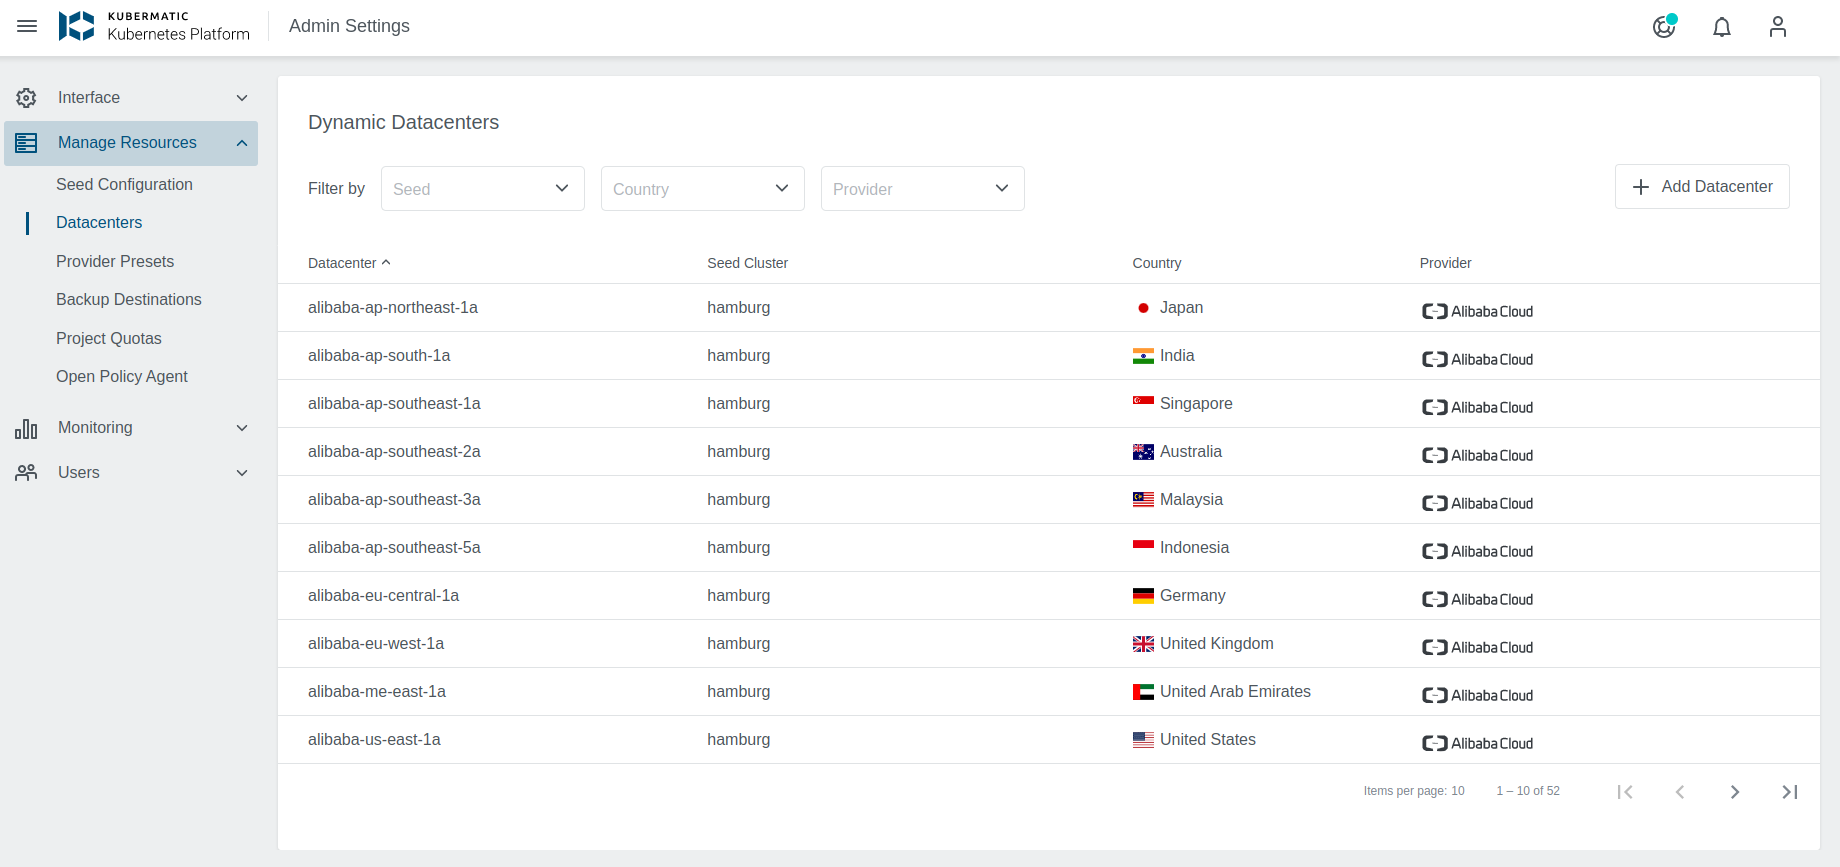 KUBERMATIC
Kubernetes Platform
Admin Settings
Interface
Manage Resources
Seed Configuration
Datacenters
Provider Presets
Backup Destinations
Project Quotas
Open Policy Agent
Monitoring
Users
Dynamic Datacenters
Filter by Seed Country Provider Add Datacenter
Datacenter Seed Cluster Country Provider
alibaba-ap-northeast-1a hamburg Japan Alibaba Cloud
alibaba-ap-south-1a hamburg India Alibaba Cloud
alibaba-ap-southeast-1a hamburg Singapore Alibaba Cloud
alibaba-ap-southeast-2a hamburg Australia Alibaba Cloud
alibaba-ap-southeast-3a hamburg Malaysia Alibaba Cloud
alibaba-ap-southeast-5a hamburg Indonesia Alibaba Cloud
alibaba-eu-central-1a hamburg Germany Alibaba Cloud
alibaba-eu-west-1a hamburg United Kingdom Alibaba Cloud
alibaba-me-east-1a hamburg United Arab Emirates Alibaba Cloud
alibaba-us-east-1a hamburg United States Alibaba Cloud
Items per page: 10 1 – 10 of 52